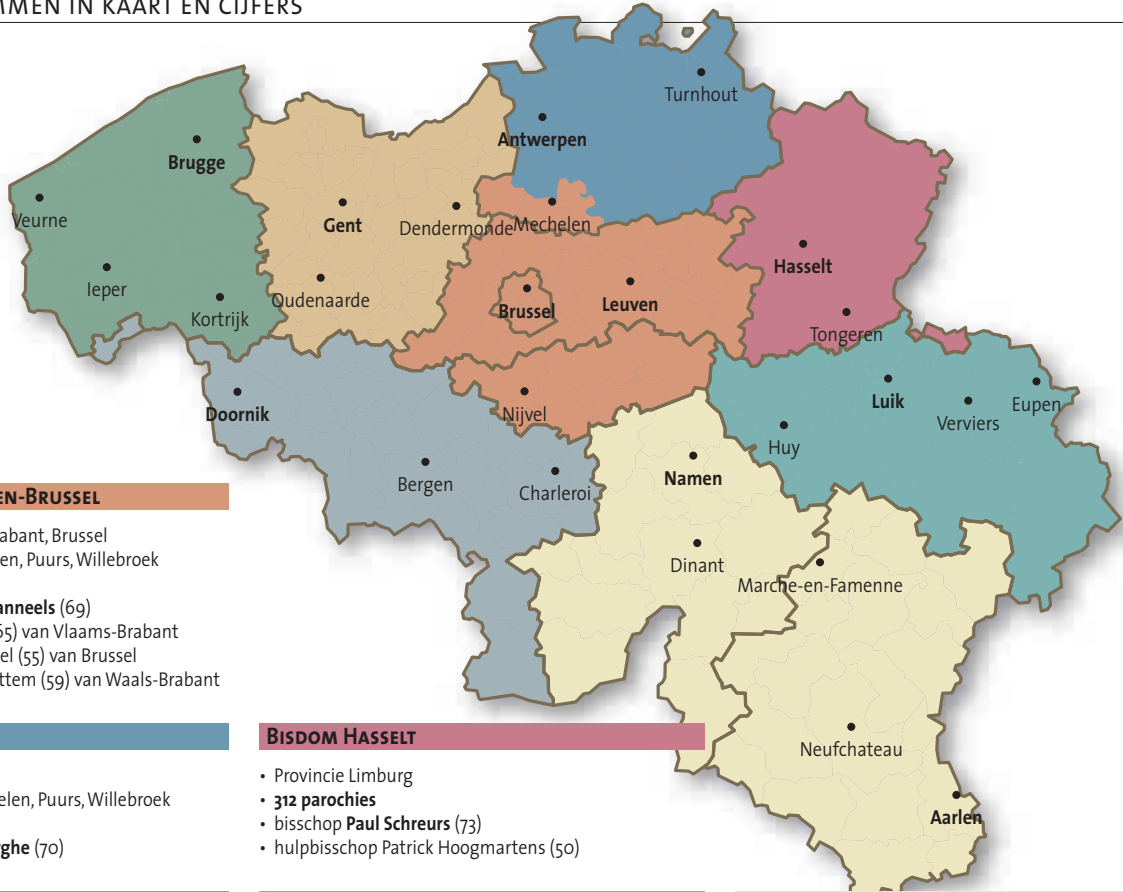 MMEN IN KAART EN CIJFERS
Turnhout
Antwerpen
Brugge
Veurne
Gent
Dendermonde
Mechelen
Hasselt
Ieper
Oudenaarde
Kortrijk
Brussel
Leuven
Tongeren
Doornik
Nijvel
Luik
Eupen
Verviers
Huy
Bergen
Charleroi
Namen
Dinant
Marche-en-Famenne
Neufchateau
Aarlen
EN-BRUSSEL
abant, Brussel
en, Puurs, Willebroek
anneels (69)
65) van Vlaams-Brabant
el (55) van Brussel
ttem (59) van Waals-Brabant
elen, Puurs, Willebroek
ghe (70)
BISDOM HASSELT
• Provincie Limburg
• 312 parochies
• bisschop Paul Schreurs (73)
• hulpbisschop Patrick Hoogmartens (50)